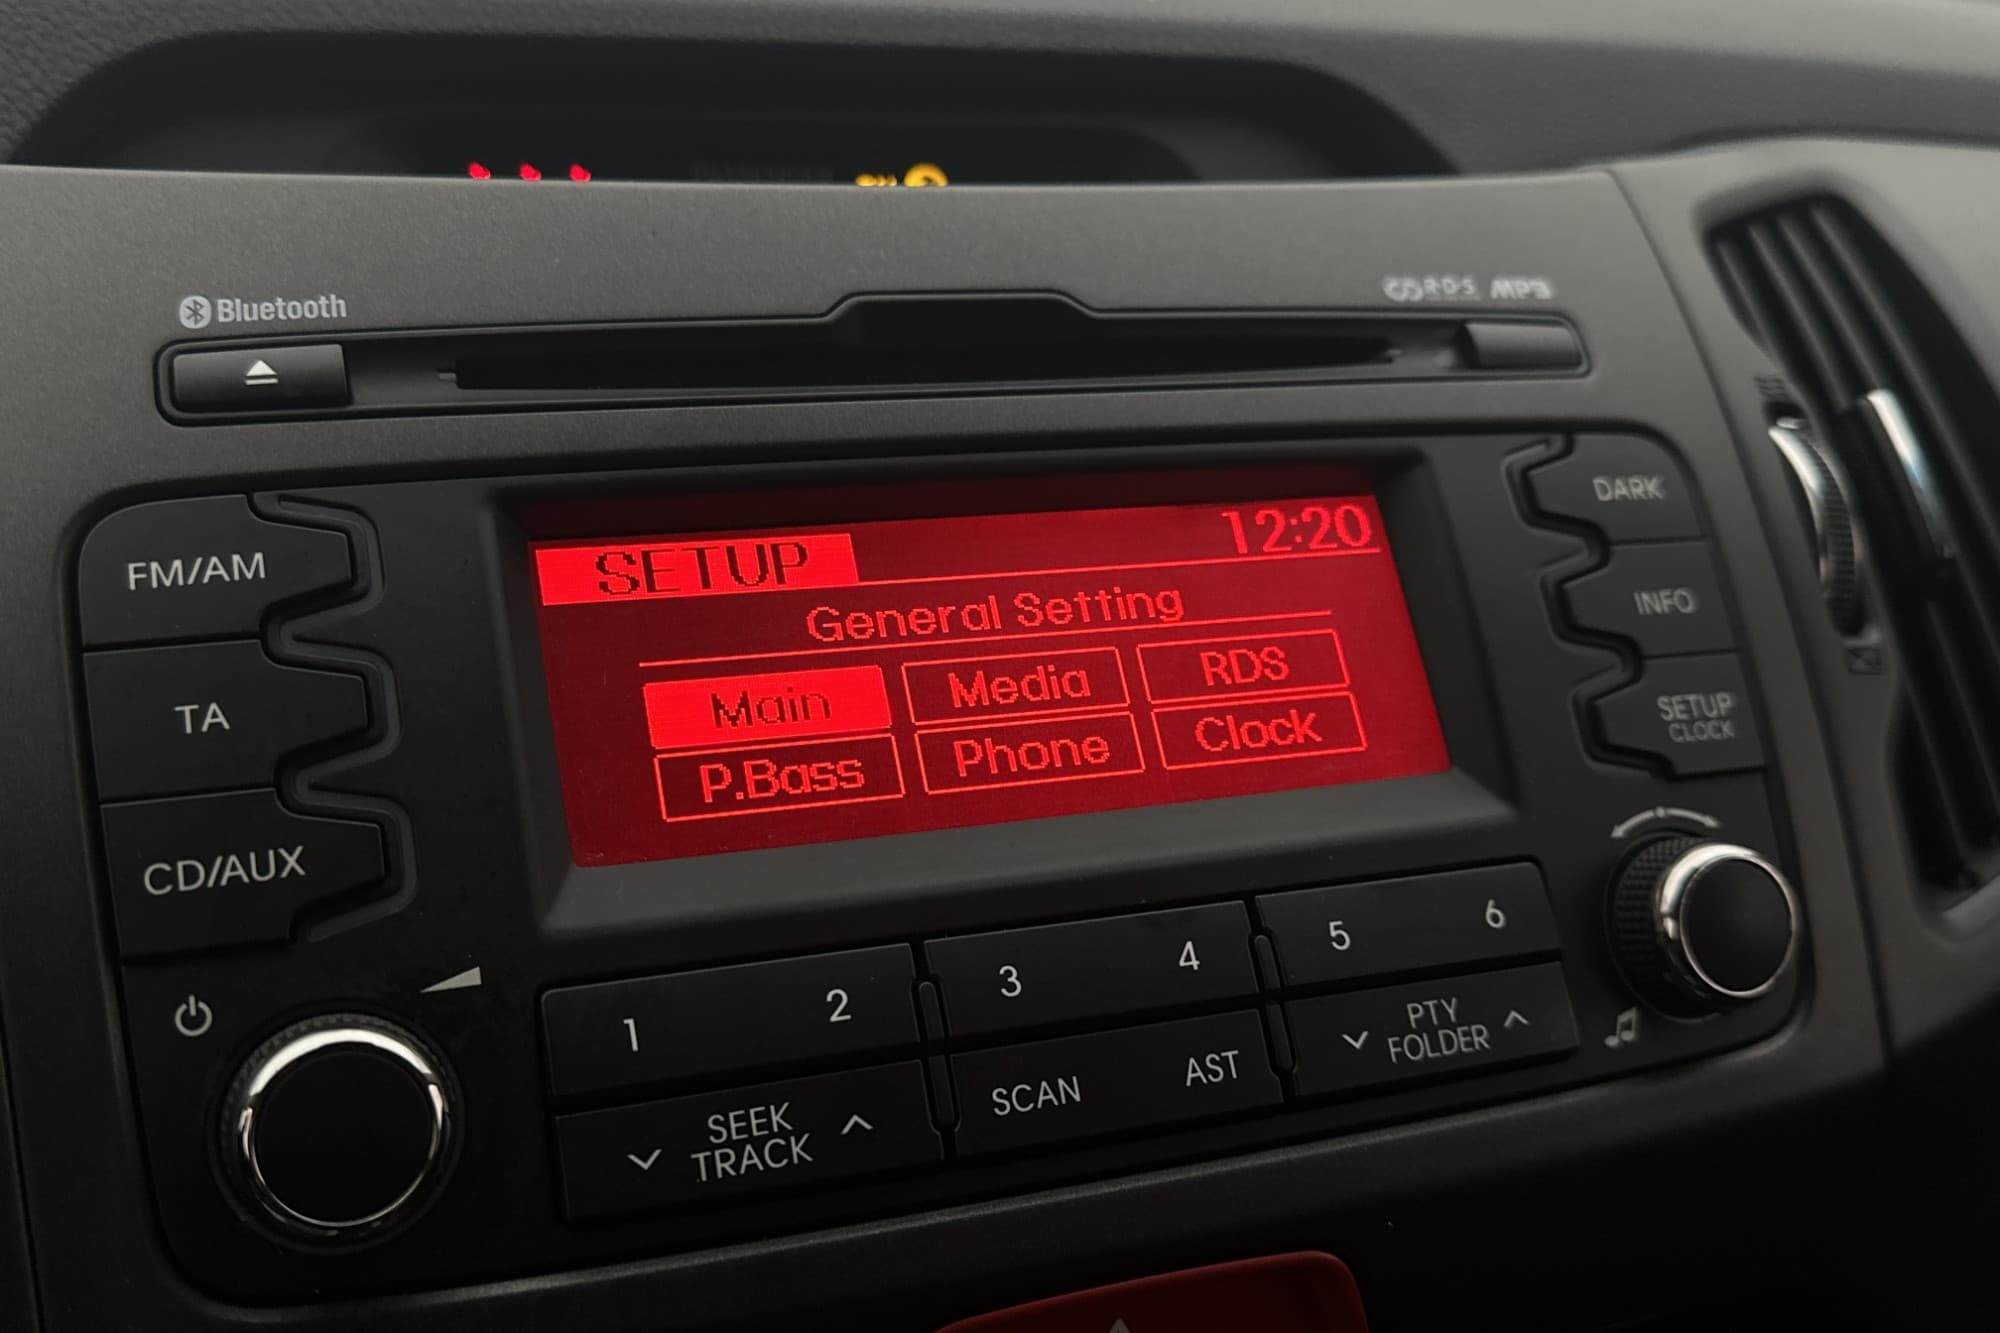 Bluetooth
R·D·S MP3
FM/AM
TA
CD/AUX
SETUP 12:20
General Setting
Main Media RDS
P.Bass Phone Clock
DARK
INFO
SETUP
CLOCK
1 2 3 4 5 6
SEEK
TRACK
SCAN AST
PTY
FOLDER